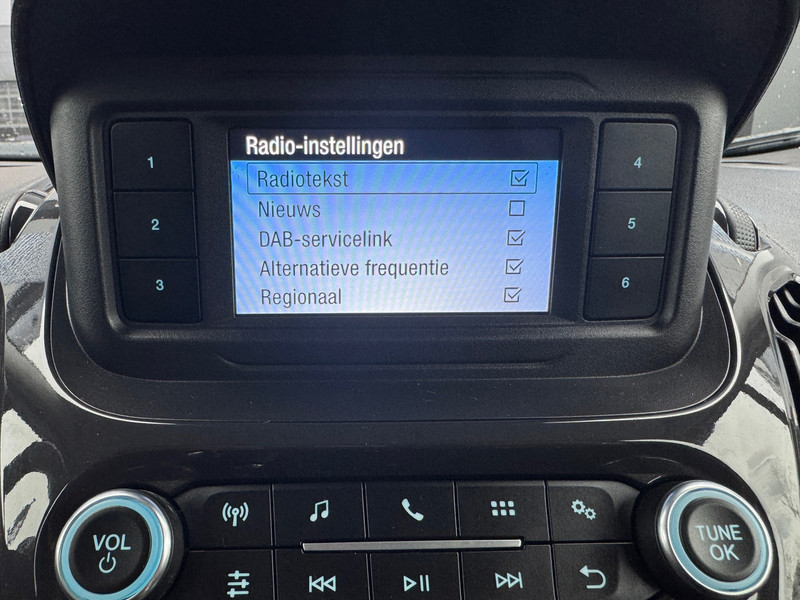 Radio-instellingen
Radiotekst
Nieuws
DAB-servicelink
Alternatieve frequentie
Regionaal
1
2
3
4
5
6
VOL
TUNE
OK